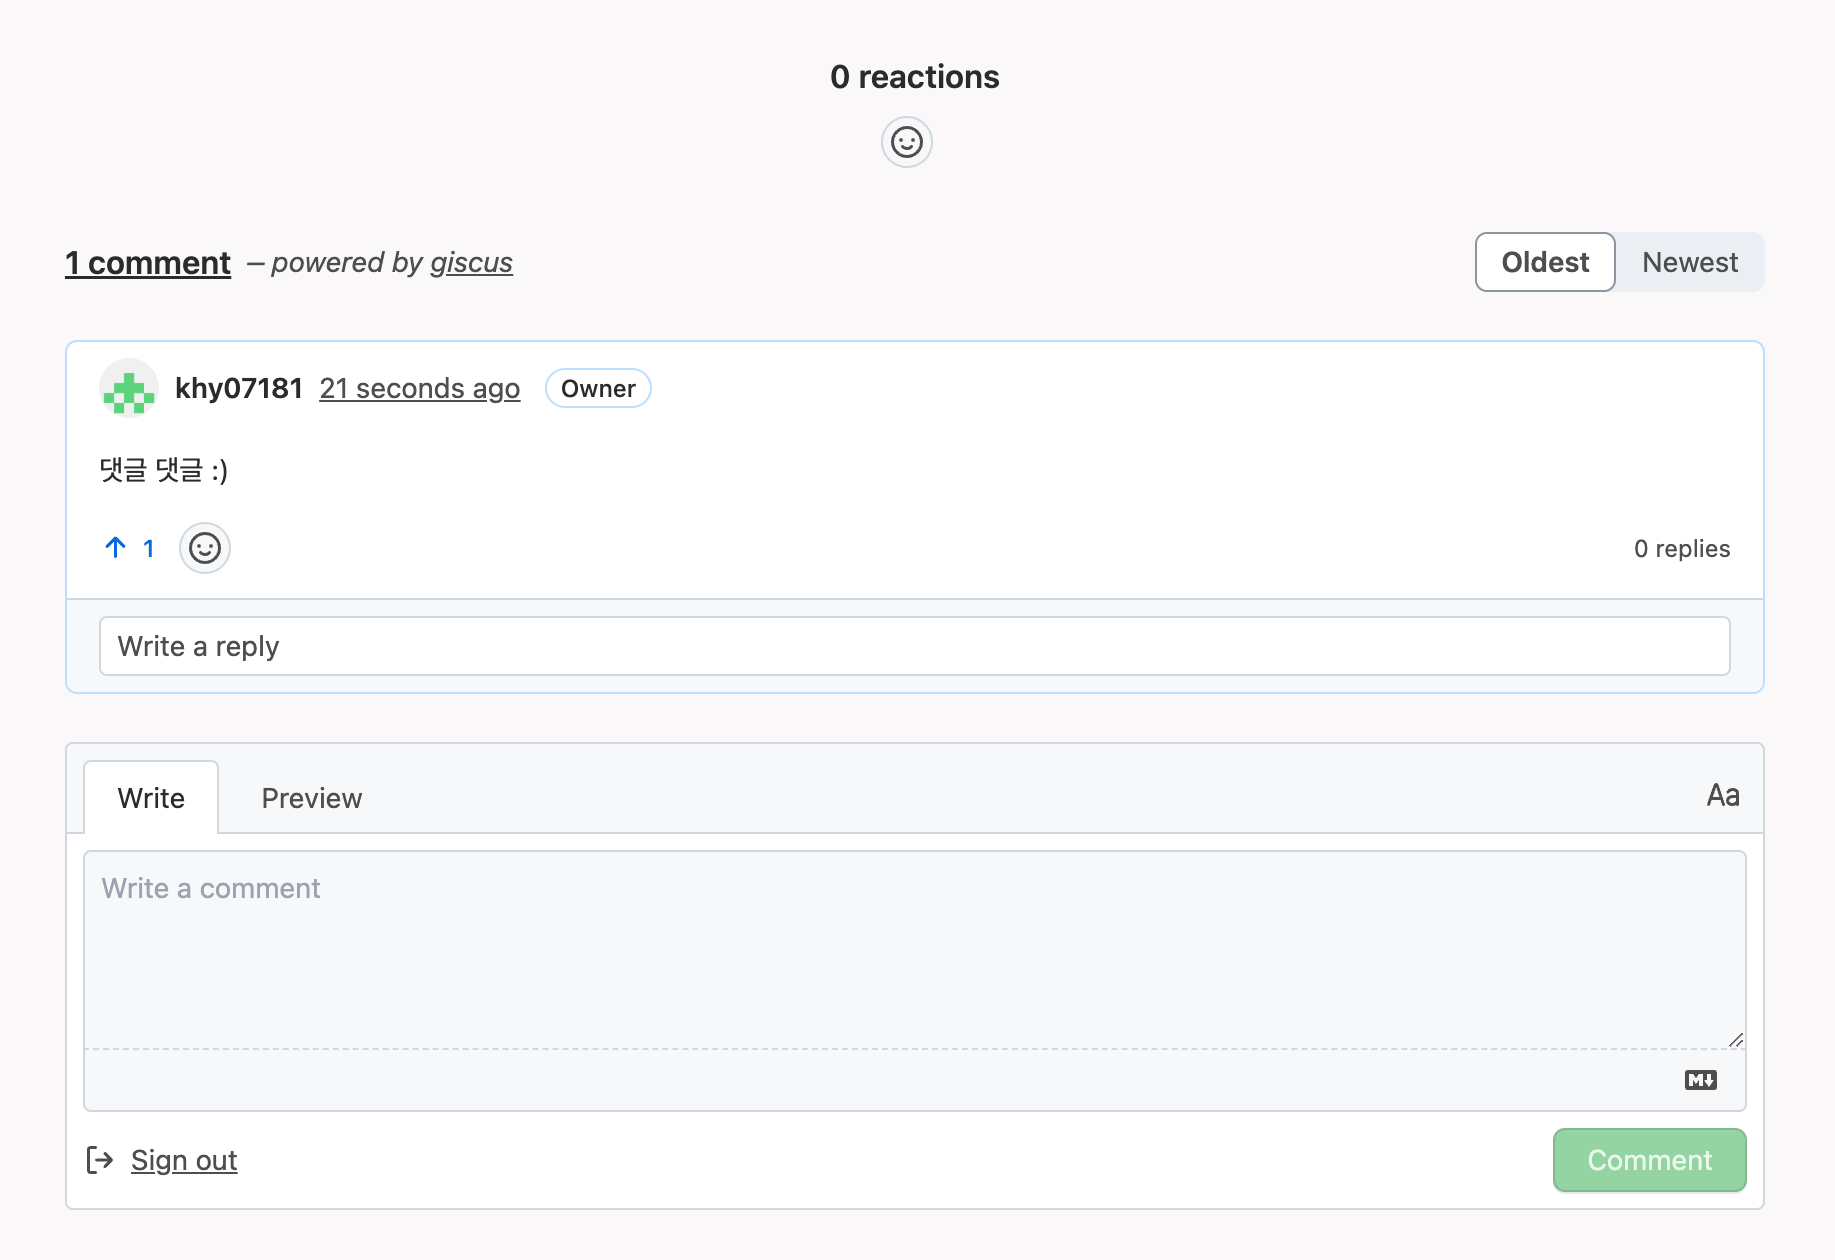 0 reactions
1 comment – powered by giscus
Oldest Newest
khy07181 21 seconds ago Owner
댓글 댓글 :)
1
0 replies
Write a reply
Write Preview Aa
Write a comment
M
Sign out Comment